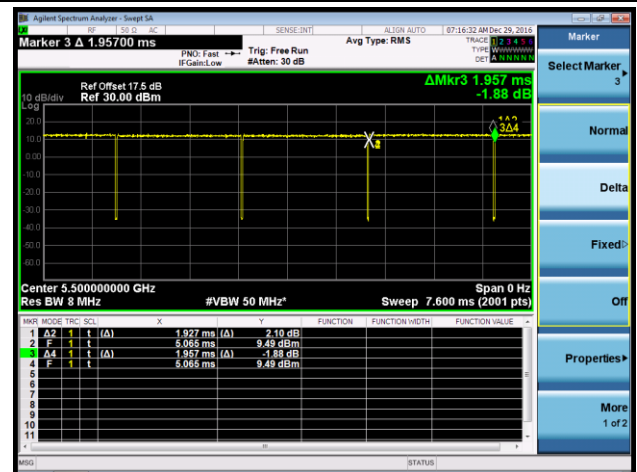 Agilent Spectrum Analyzer - Swept SA
RF 50 Ω AC SENSE:INT ALIGN AUTO 07:16:32 AM Dec 29, 2016
Marker 3 Δ 1.95700 ms
PNO: Fast
IFGain:Low
Trig: Free Run
#Atten: 30 dB
Avg Type: RMS
TRACE 1 2 3 4 5 6
TYPE WWWWWW
DET A N N N N N
Ref Offset 17.5 dB
10 dB/div Ref 30.00 dBm
Log
ΔMkr3 1.957 ms
-1.88 dB
20.0
10.0
0.00
-10.0
-20.0
-30.0
-40.0
-50.0
-60.0
3Δ4
Center 5.500000000 GHz Span 0 Hz
Res BW 8 MHz #VBW 50 MHz* Sweep 7.600 ms (2001 pts)
MKR MODE TRC SCL X Y FUNCTION FUNCTION WIDTH FUNCTION VALUE
1 Δ2 1 t (Δ) 1.927 ms (Δ) 2.10 dB
2 F 1 t 5.065 ms 9.49 dBm
3 Δ4 1 t (Δ) 1.957 ms (Δ) -1.88 dB
4 F 1 t 5.065 ms 9.49 dBm
5
6
7
8
9
10
11
MSG STATUS
Marker
Select Marker
3
Normal
Delta
Fixed
Off
Properties
More
1 of 2